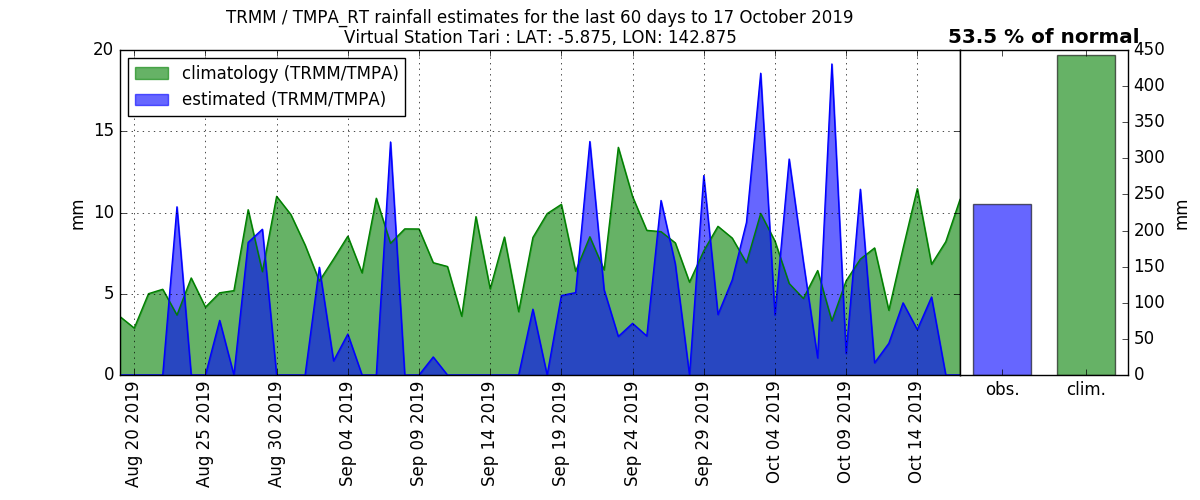 TRMM / TMPA_RT rainfall estimates for the last 60 days to 17 October 2019
Virtual Station Tari : LAT: -5.875, LON: 142.875
53.5 % of normal
climatology (TRMM/TMPA)
estimated (TRMM/TMPA)
20
15
10
5
0
mm
Aug 20 2019
Aug 25 2019
Aug 30 2019
Sep 04 2019
Sep 09 2019
Sep 14 2019
Sep 19 2019
Sep 24 2019
Sep 29 2019
Oct 04 2019
Oct 09 2019
Oct 14 2019
450
400
350
300
250
200
150
100
50
0
mm
obs.
clim.